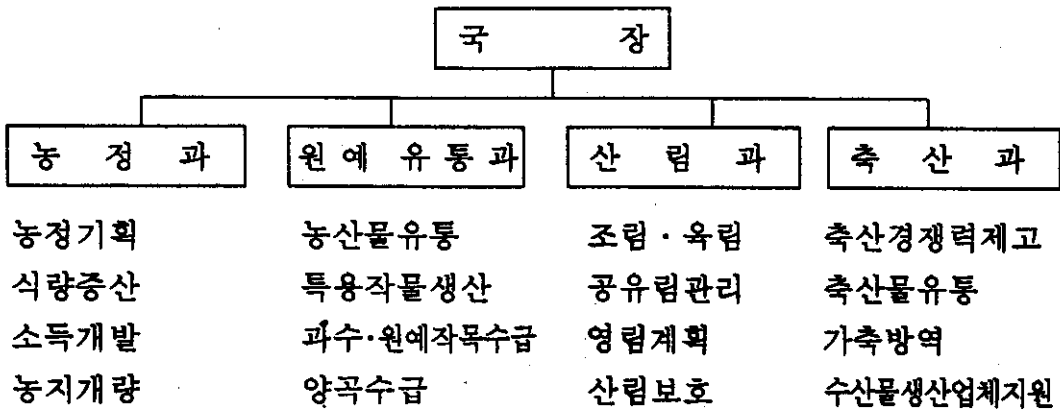 국 장
농 정 과
원 예 유 통 과
산 림 과
축 산 과
농정기획
식량증산
소득개발
농지개량
농산물유통
특용작물생산
과수·원예작목수급
양곡수급
조림·육림
공유림관리
영림계획
산림보호
축산경쟁력제고
축산물유통
가축방역
수산물생산업체지원